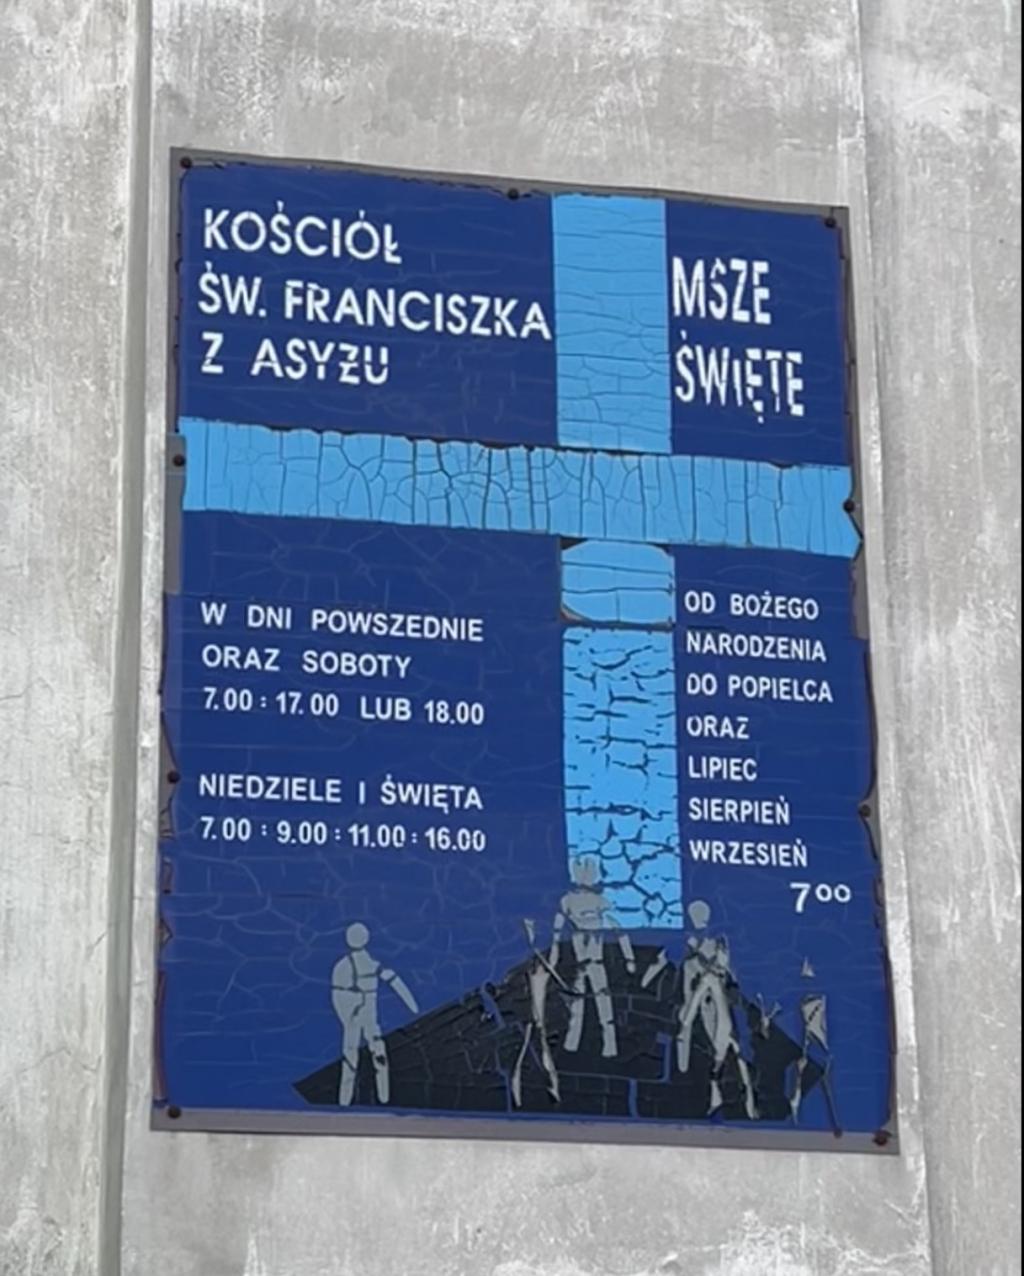 KOŚCIÓŁ
ŚW. FRANCISZKA
Z ASYŻU
MSZE
ŚWIĘTE
W DNI POWSZEDNIE
ORAZ SOBOTY
7.00 : 17.00 LUB 18.00
NIEDZIELE I ŚWIĘTA
7.00 : 9.00 : 11.00 : 16.00
OD BOŻEGO
NARODZENIA
DO POPIELCA
ORAZ
LIPIEC
SIERPIEŃ
WRZESIEŃ
7⁰⁰